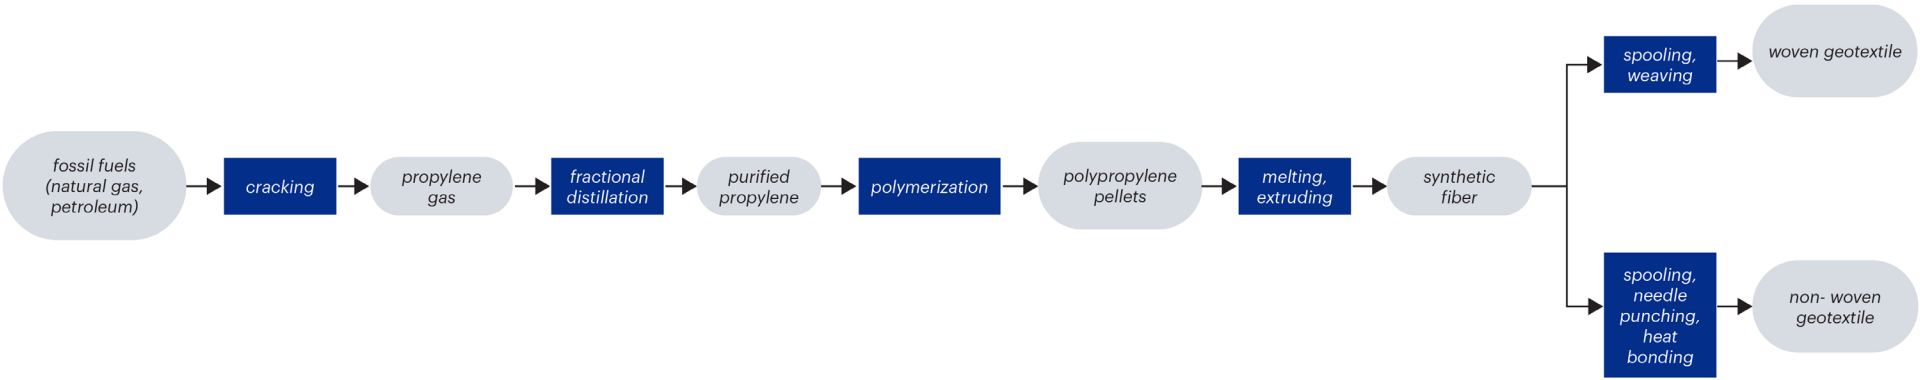 fossil fuels
(natural gas,
petroleum)
cracking
propylene
gas
fractional
distillation
purified
propylene
polymerization
polypropylene
pellets
melting,
extruding
synthetic
fiber
spooling,
weaving
woven geotextile
spooling,
needle
punching,
heat
bonding
non- woven
geotextile